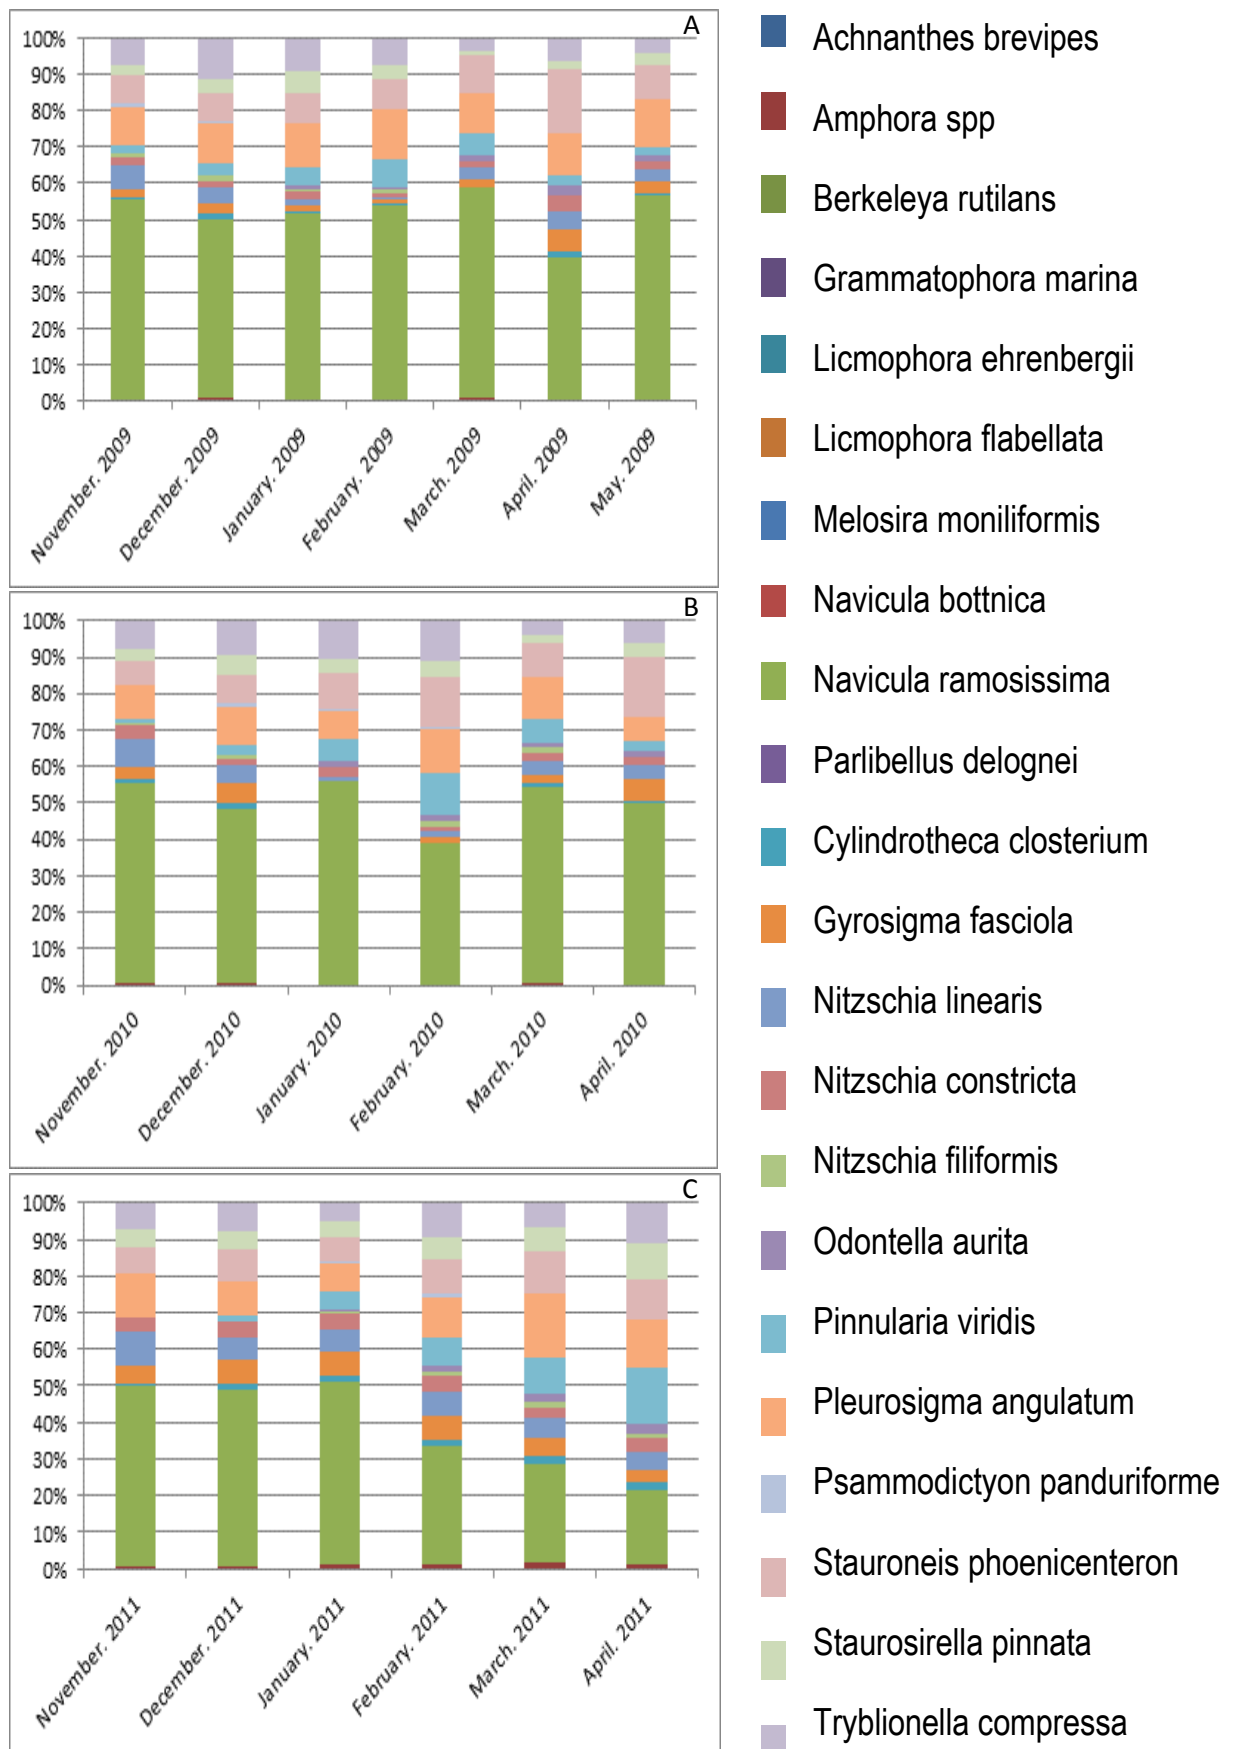 A
100%
90%
80%
70%
60%
50%
40%
30%
20%
10%
0%
November. 2009
December. 2009
January. 2009
February. 2009
March. 2009
April. 2009
May. 2009
B
100%
90%
80%
70%
60%
50%
40%
30%
20%
10%
0%
November. 2010
December. 2010
January. 2010
February. 2010
March. 2010
April. 2010
C
100%
90%
80%
70%
60%
50%
40%
30%
20%
10%
0%
November. 2011
December. 2011
January. 2011
February. 2011
March. 2011
April. 2011
Achnanthes brevipes
Amphora spp
Berkeleya rutilans
Grammatophora marina
Licmophora ehrenbergii
Licmophora flabellata
Melosira moniliformis
Navicula bottnica
Navicula ramosissima
Parlibellus delognei
Cylindrotheca closterium
Gyrosigma fasciola
Nitzschia linearis
Nitzschia constricta
Nitzschia filiformis
Odontella aurita
Pinnularia viridis
Pleurosigma angulatum
Psammodictyon panduriforme
Stauroneis phoenicenteron
Staurosirella pinnata
Tryblionella compressa